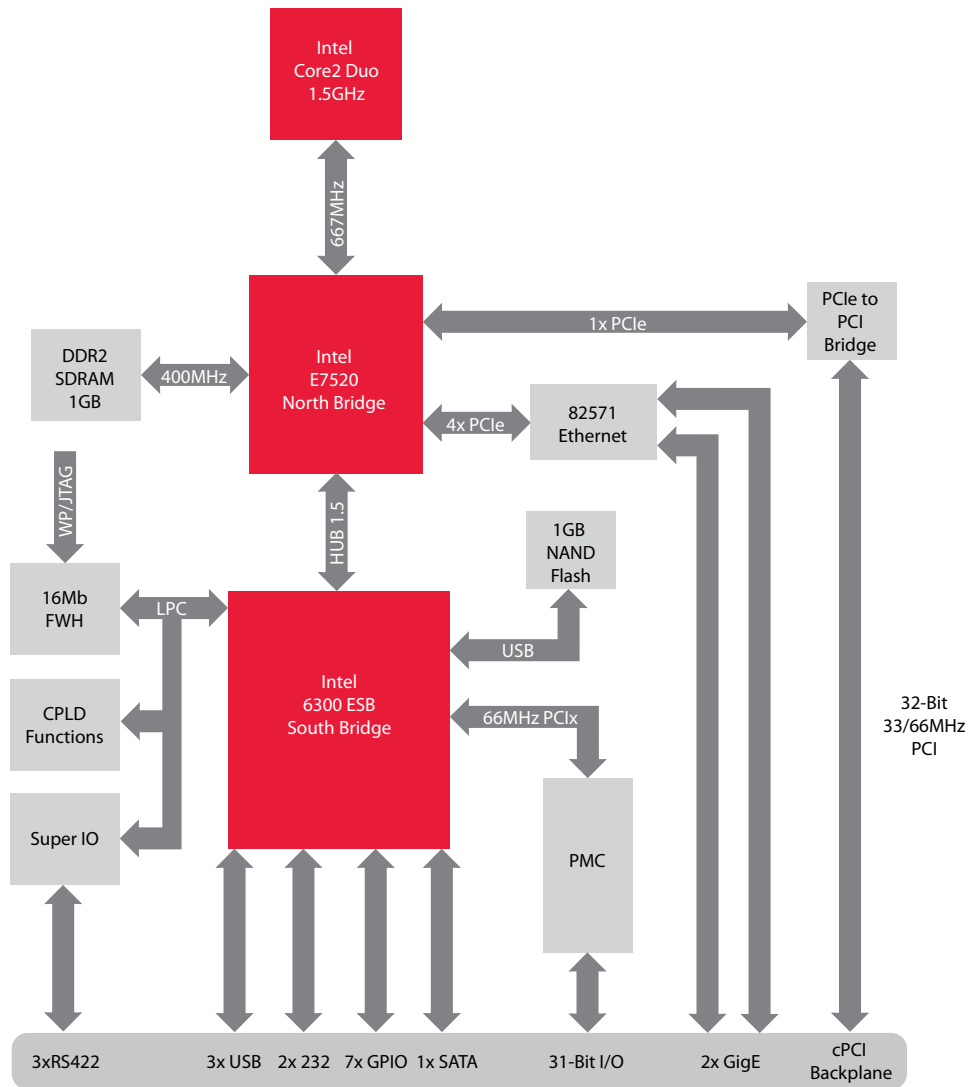 Intel
Core2 Duo
1.5GHz
667MHz
Intel
E7520
North Bridge
1x PCIe
PCIe to
PCI
Bridge
DDR2
SDRAM
1GB
400MHz
4x PCIe
82571
Ethernet
WP/JTAG
HUB 1.5
1GB
NAND
Flash
16Mb
FWH
LPC
USB
Intel
6300 ESB
South Bridge
66MHz PCIx
CPLD
Functions
32-Bit
33/66MHz
PCI
Super IO
PMC
3xRS422
3x USB
2x 232
7x GPIO
1x SATA
31-Bit I/O
2x GigE
cPCI
Backplane